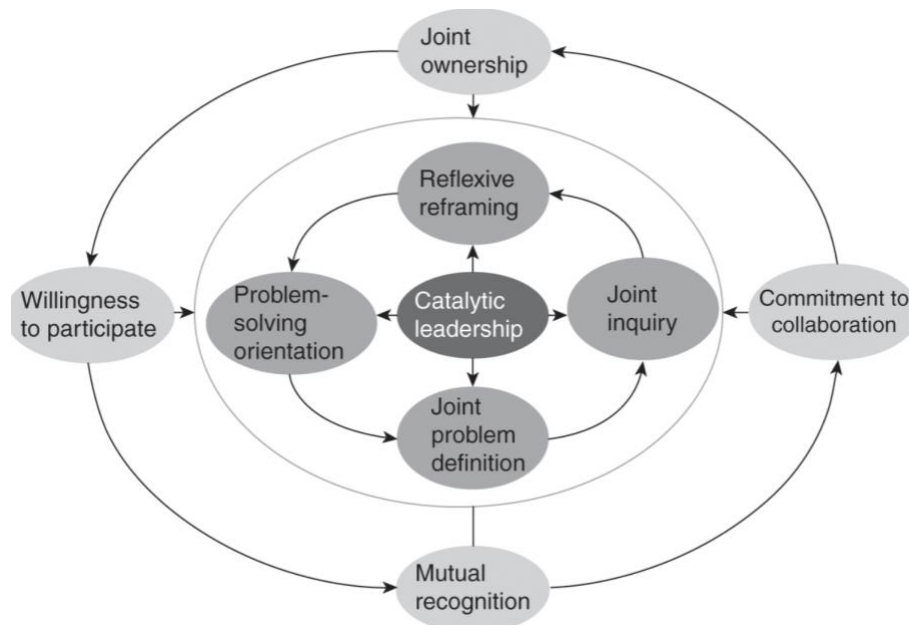 Joint
ownership
Reflexive
reframing
Willingness
to participate
Problem-
solving
orientation
Catalytic
leadership
Joint
inquiry
Commitment to
collaboration
Joint
problem
definition
Mutual
recognition